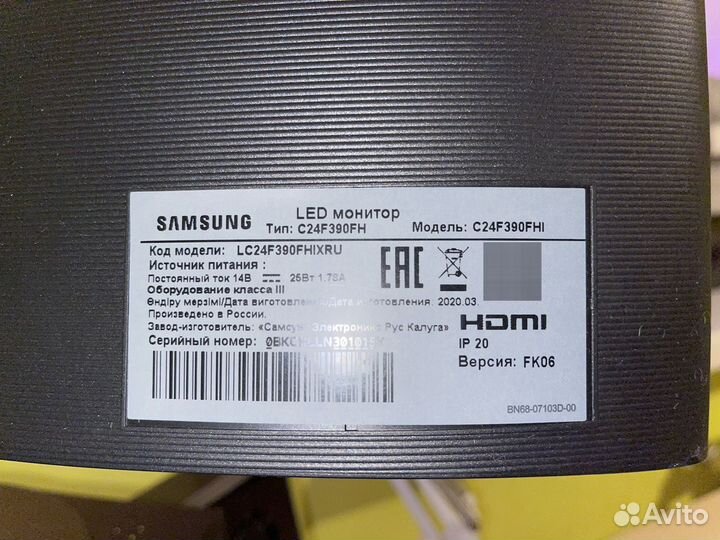 LED монитор
SAMSUNG Тип: C24F390FH Модель: C24F390FHI
Код модели: LC24F390FHIXRU
Источник питания :
Постоянный ток 14В 25Вт 1.78А
Оборудование класса III
Өндіру мерзімі/Дата изготовления/Дата изготовления: 2020.03.
Произведено в России.
Завод-изготовитель: «Самсунг Электроникс Рус Калуга»
Серийный номер:
EAC
HDMI
IP 20
Версия: FK06
BN68-07103D-00
Avito